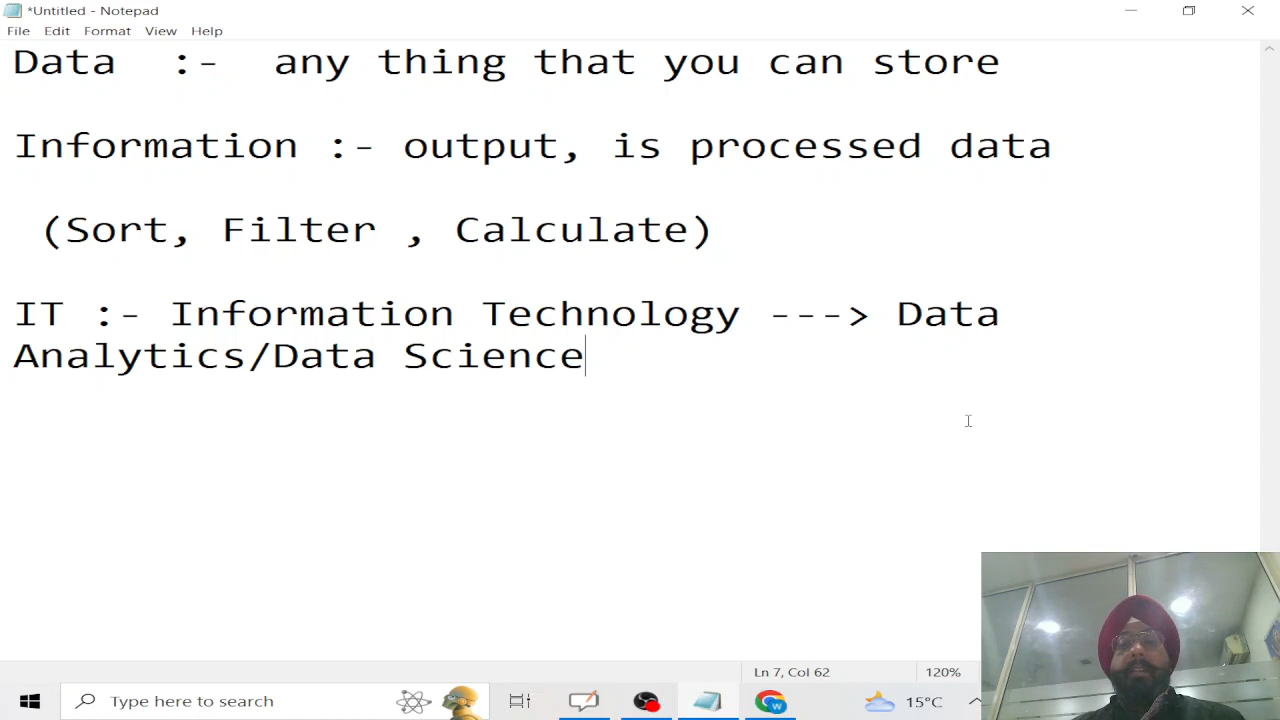 *Untitled - Notepad
File Edit Format View Help
Data :- any thing that you can store
Information :- output, is processed data
(Sort, Filter , Calculate)
IT :- Information Technology ---> Data
Analytics/Data Science
Ln 7, Col 62 120%
Type here to search 15°C